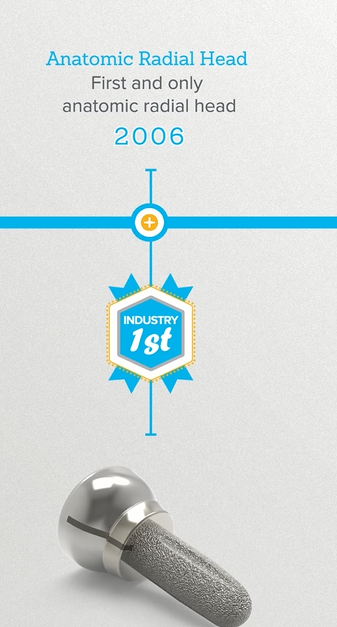 Anatomic Radial Head
First and only
anatomic radial head
2006
INDUSTRY
1st